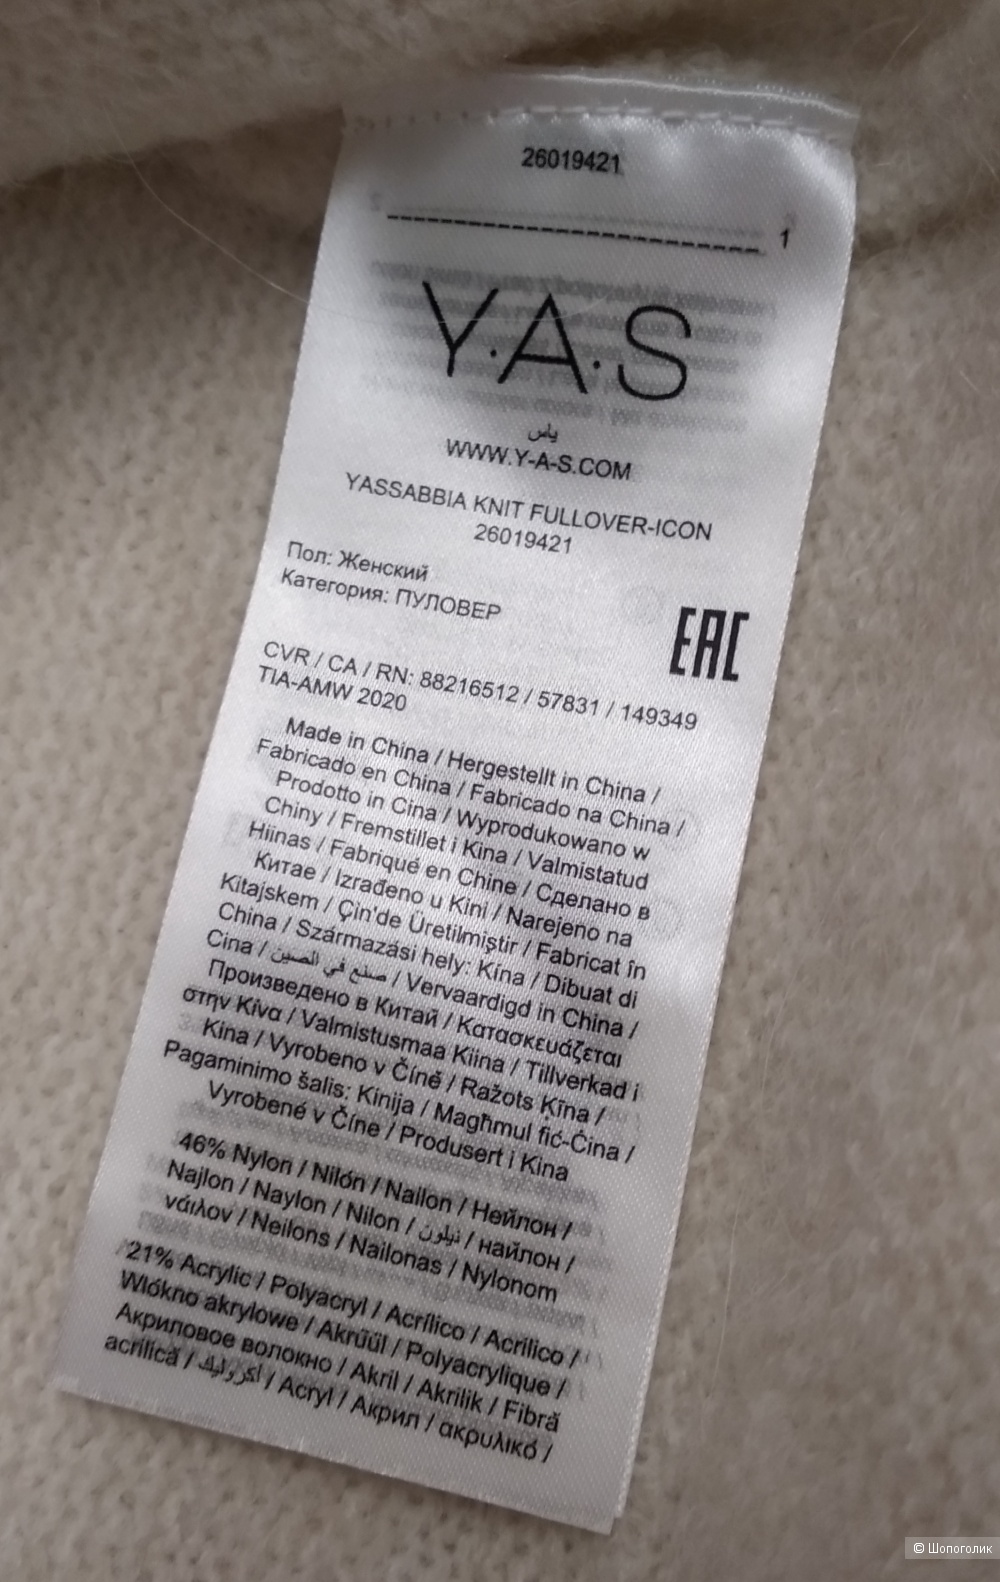 26019421
1
Y.A.S
ياس
WWW.Y-A-S.COM
YASSABBIA KNIT FULLOVER-ICON
26019421
Пол: Женский
Категория: ПУЛОВЕР
EAC
CVR / CA / RN: 88216512 / 57831 / 149349
TIA-AMW 2020
Made in China / Hergestellt in China /
Fabricado en China / Fabricado na China /
Prodotto in Cina / Wyprodukowano w
Chiny / Fremstillet i Kina / Valmistatud
Hiinas / Fabriqué en Chine / Сделано в
Китае / Izrađeno u Kini / Narejeno na
Kitajskem / Çin'de Üretilmiştir / Fabricat în
China / Származási hely: Kína / Dibuat di
Cina / صنع في الصين / Vervaardigd in China /
Произведено в Китай / Κατασκευάζεται
στην Κίνα / Valmistusmaa Kiina / Tillverkad i
Kina / Vyrobeno v Číně / Ražots Ķīna /
Pagaminimo šalis: Kinija / Magħmul fić-Ċina /
Vyrobené v Číne / Produsert i Kina
46% Nylon / Nilón / Nailon / Нейлон /
Najlon / Naylon / Nilon / نيلون / найлон /
νάιλον / Neilons / Nailonas / Nylonom
21% Acrylic / Polyacryl / Acrílico / Acrilico /
Wlókno akrylowe / Akrüül / Polyacrylique /
Акриловое волокно / Akril / Akrilik / Fibră
acrilică / أكروليك / Acryl / Акрил / ακρυλικό /
© Шопоголик